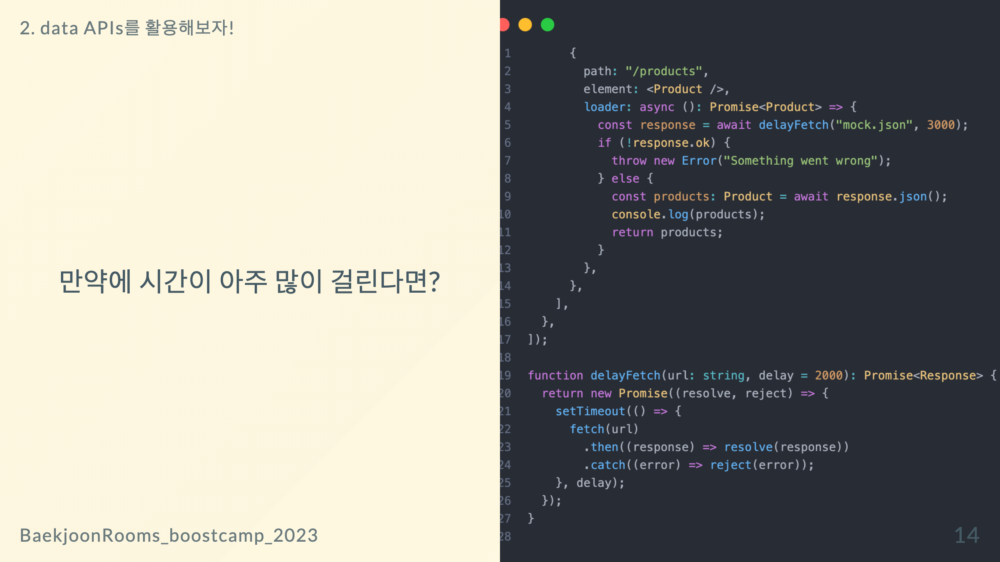 2. data APIs를 활용해보자!
만약에 시간이 아주 많이 걸린다면?
BaekjoonRooms_boostcamp_2023
1       {
2         path: "/products",
3         element: <Product />,
4         loader: async (): Promise<Product> => {
5           const response = await delayFetch("mock.json", 3000);
6           if (!response.ok) {
7             throw new Error("Something went wrong");
8           } else {
9             const products: Product = await response.json();
10             console.log(products);
11             return products;
12           }
13         },
14       },
15     ],
16   },
17 ]);
18
19 function delayFetch(url: string, delay = 2000): Promise<Response> {
20   return new Promise((resolve, reject) => {
21     setTimeout(() => {
22       fetch(url)
23         .then((response) => resolve(response))
24         .catch((error) => reject(error));
25     }, delay);
26   });
27 }
28
14